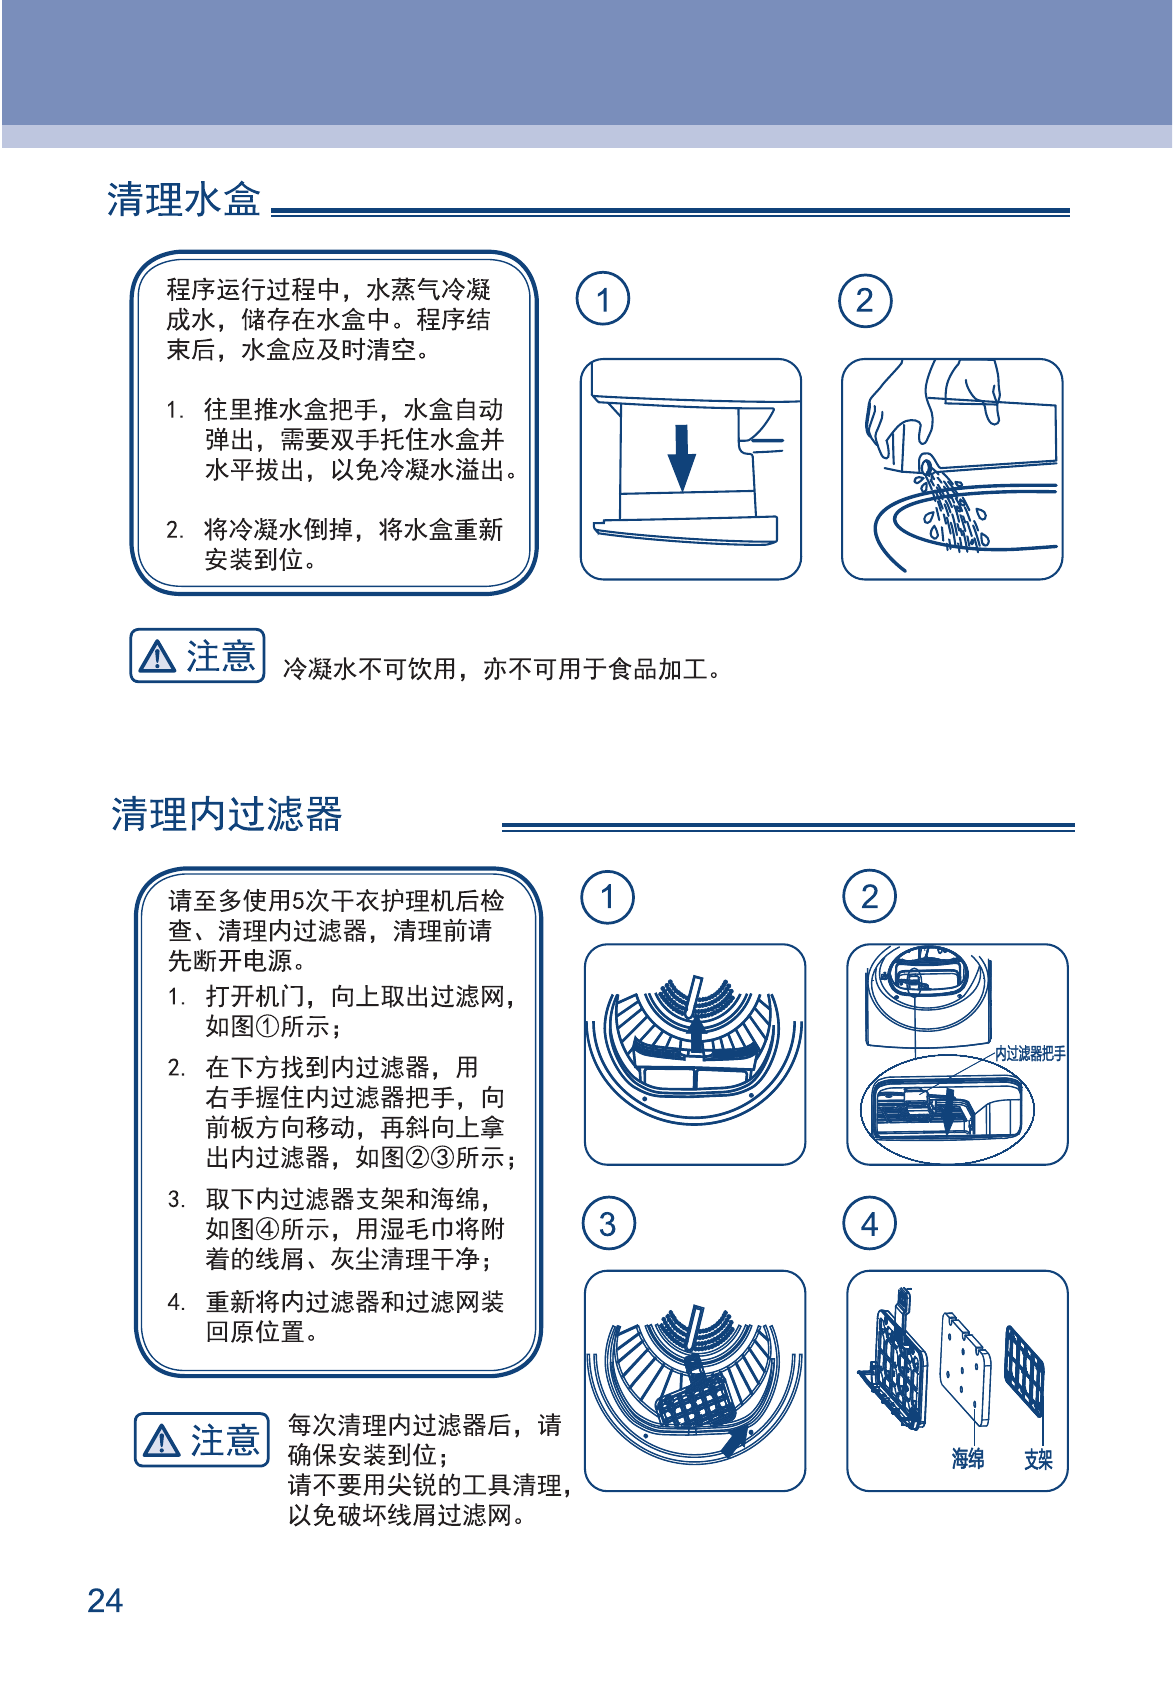 清理水盒
程序运行过程中，水蒸气冷凝
成水，储存在水盒中。程序结
束后，水盒应及时清空。
1. 往里推水盒把手，水盒自动
弹出，需要双手托住水盒并
水平拔出，以免冷凝水溢出。
2. 将冷凝水倒掉，将水盒重新
安装到位。
1
2
注意
冷凝水不可饮用，亦不可用于食品加工。
清理内过滤器
请至多使用5次干衣护理机后检
查、清理内过滤器，清理前请
先断开电源。
1. 打开机门，向上取出过滤网，
如图①所示；
2. 在下方找到内过滤器，用
右手握住内过滤器把手，向
前板方向移动，再斜向上拿
出内过滤器，如图②③所示；
3. 取下内过滤器支架和海绵，
如图④所示，用湿毛巾将附
着的线屑、灰尘清理干净；
4. 重新将内过滤器和过滤网装
回原位置。
1
2
内过滤器把手
3
4
海绵
支架
注意
每次清理内过滤器后，请
确保安装到位；
请不要用尖锐的工具清理，
以免破坏线屑过滤网。
24